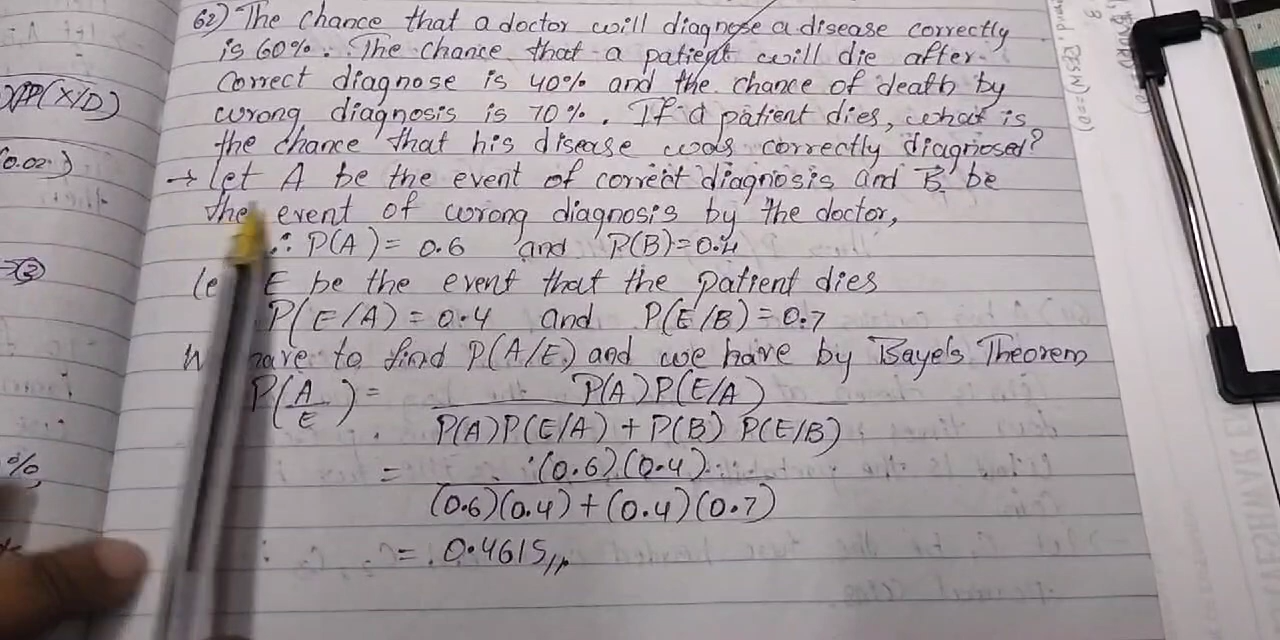 62) The chance that a doctor will diagnose a disease correctly
is 60%. The chance that a patient will die after
correct diagnose is 40% and the chance of death by
wrong diagnosis is 70%. If a patient dies, what is
the chance that his disease was correctly diagnosed?
→ let A be the event of correct diagnosis and B be
the event of wrong diagnosis by the doctor,
∴ P(A) = 0.6 and P(B) = 0.4
E be the event that the patient dies
P(E/A) = 0.4 and P(E/B) = 0.7
have to find P(A/E) and we have by Bayel's Theorem
P(A/E) = P(A)P(E/A)
P(A)P(E/A) + P(B) P(E/B)
= (0.6)(0.4)
(0.6)(0.4) + (0.4)(0.7)
= 0.4615
P(X/D)
0.02)
%